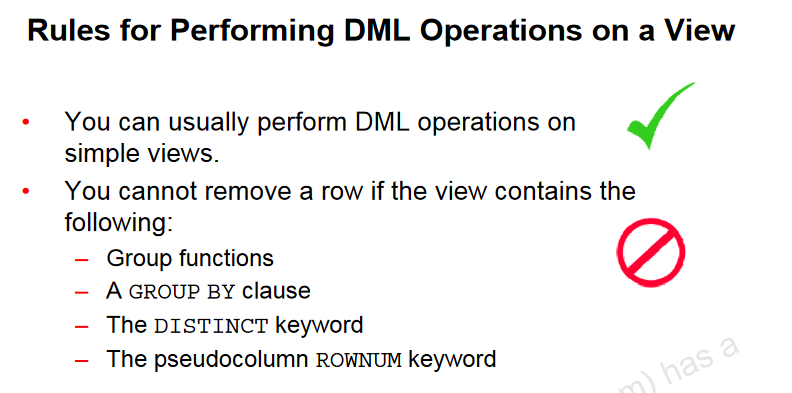 Rules for Performing DML Operations on a View
• You can usually perform DML operations on
simple views.
• You cannot remove a row if the view contains the
following:
– Group functions
– A GROUP BY clause
– The DISTINCT keyword
– The pseudocolumn ROWNUM keyword
m) has a